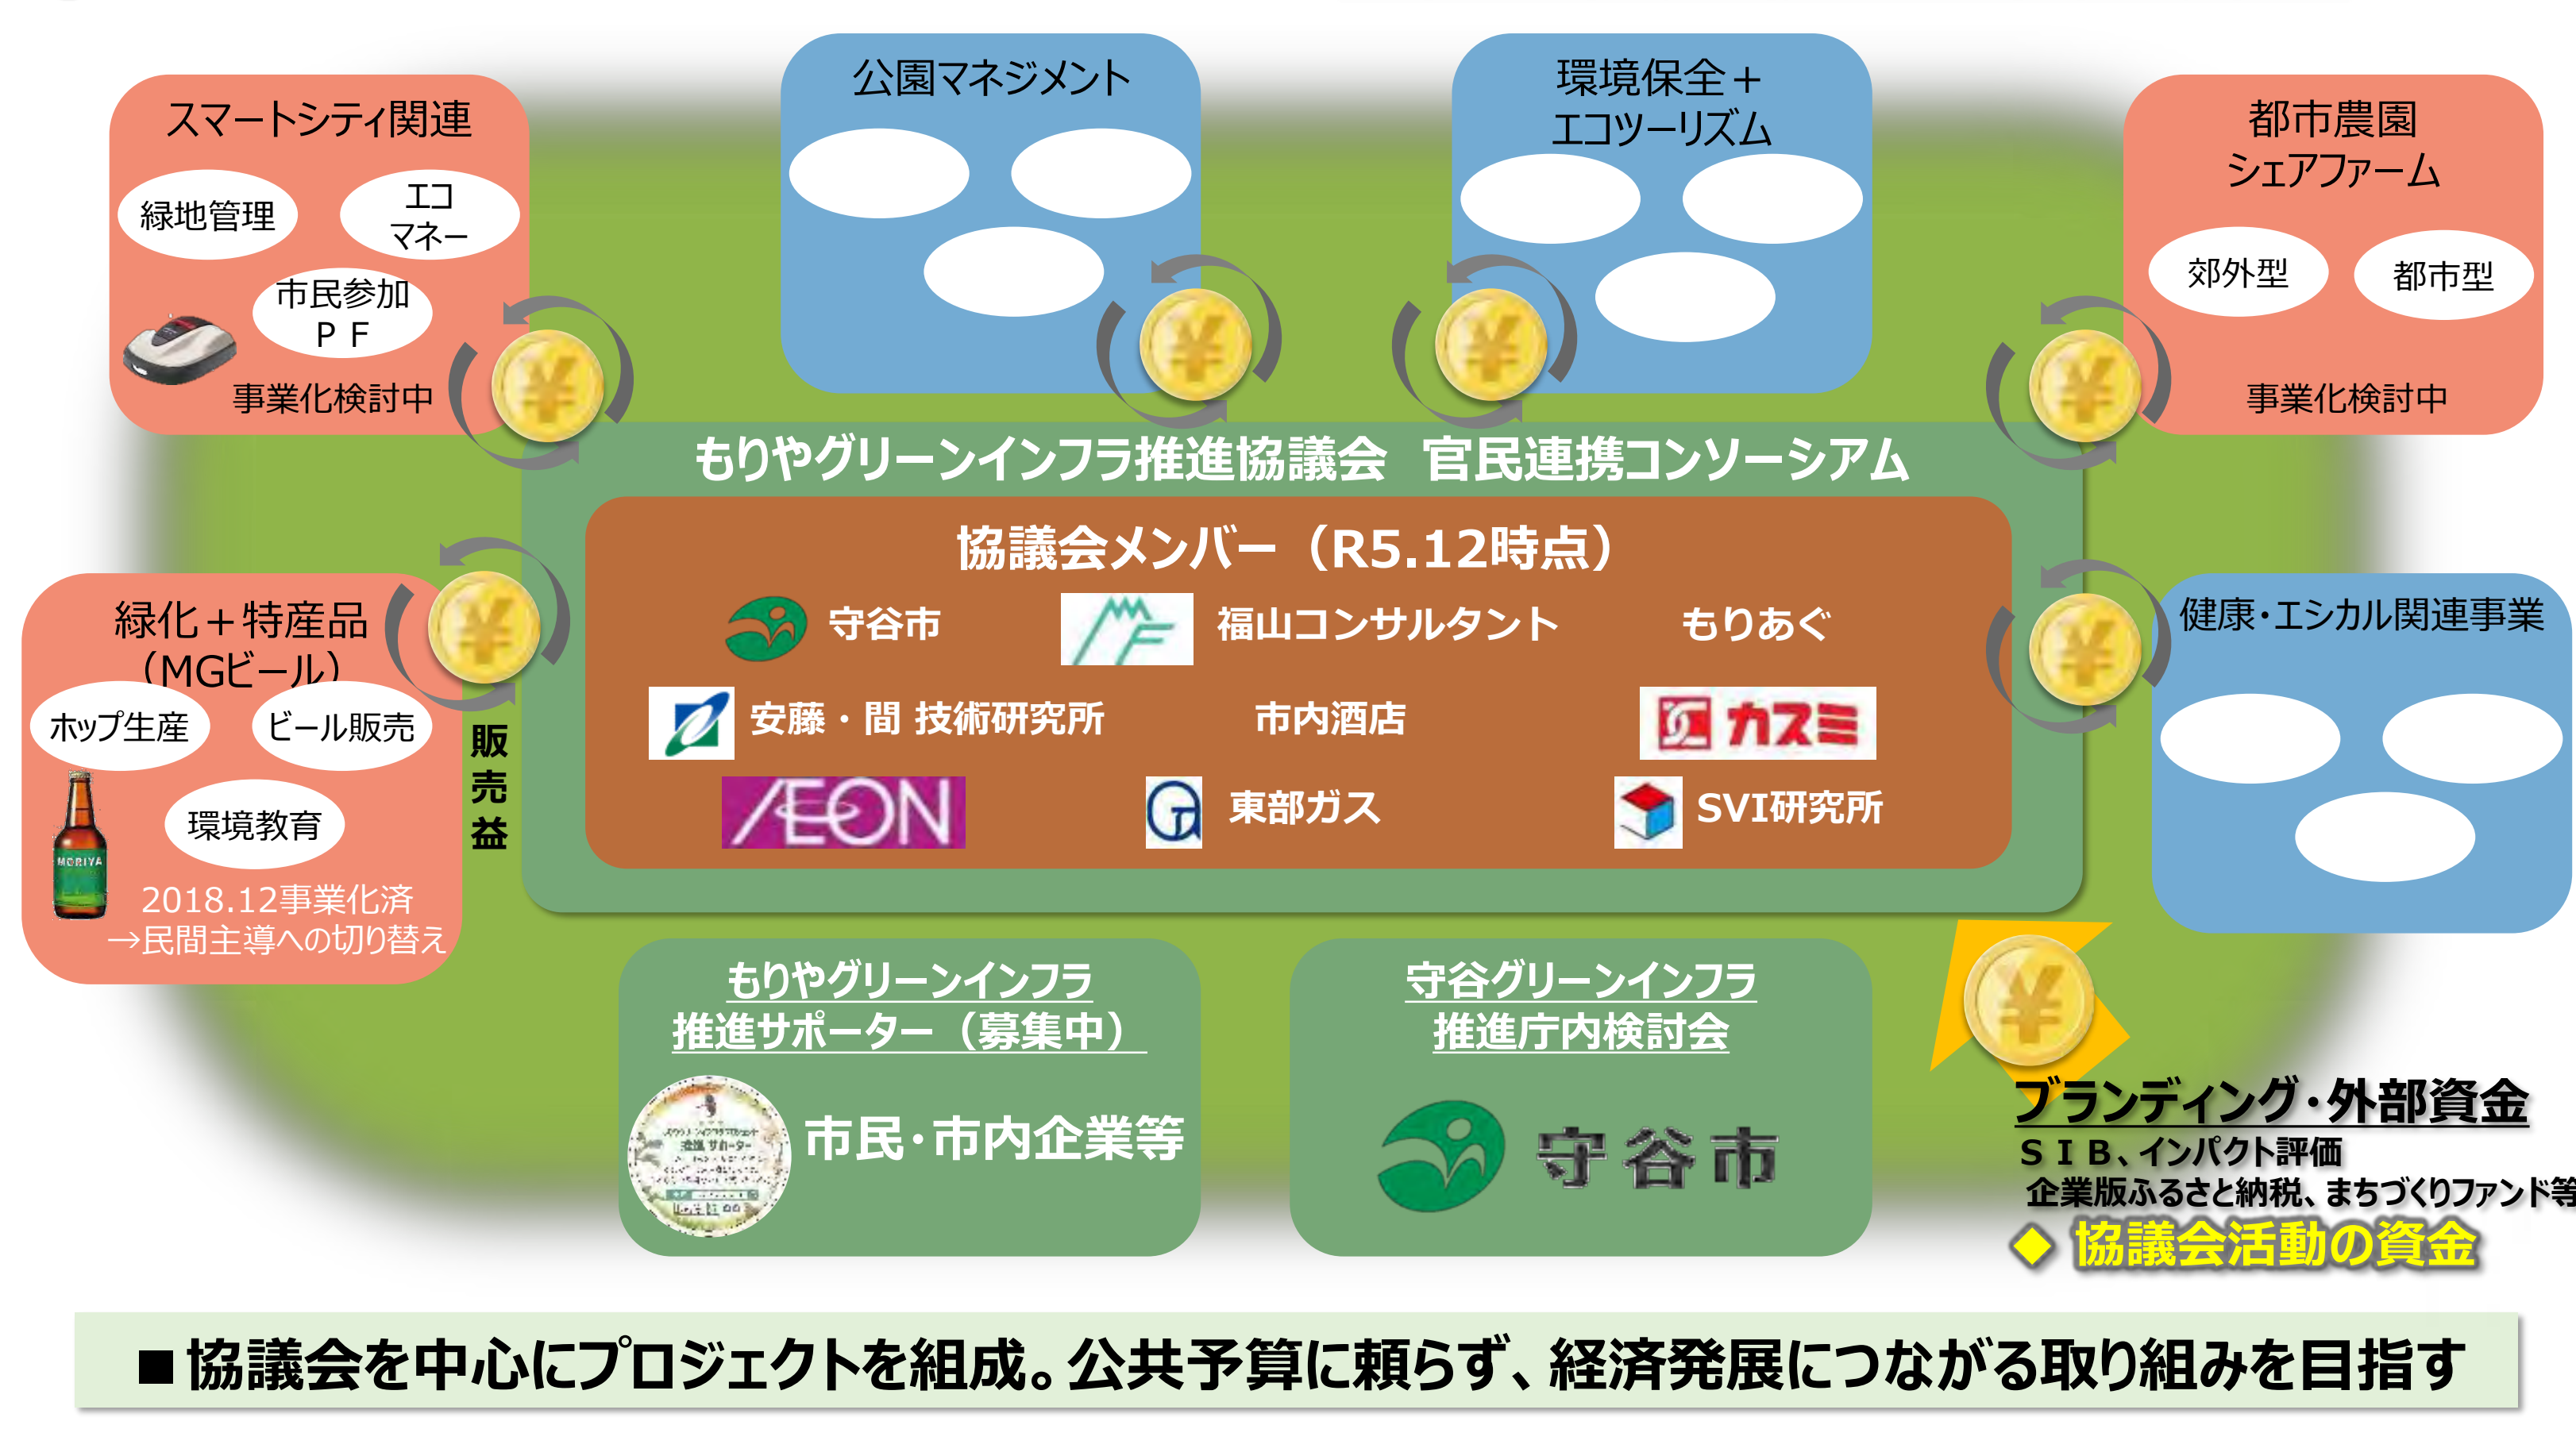 スマートシティ関連
緑地管理
エコ
マネー
市民参加
ＰＦ
事業化検討中
公園マネジメント
環境保全＋
エコツーリズム
都市農園
シェアファーム
郊外型
都市型
事業化検討中
もりやグリーンインフラ推進協議会　官民連携コンソーシアム
協議会メンバー（R5.12時点）
守谷市
福山コンサルタント
もりあぐ
安藤・間 技術研究所
市内酒店
カスミ
ÆON
東部ガス
SVI研究所
緑化＋特産品
（MGビール）
ホップ生産
ビール販売
環境教育
MORIYA
2018.12事業化済
→民間主導への切り替え
販売益
健康・エシカル関連事業
もりやグリーンインフラ
推進サポーター（募集中）
推進 サポーター
市民・市内企業等
守谷グリーンインフラ
推進庁内検討会
守谷市
ブランディング・外部資金
ＳＩＢ、インパクト評価
企業版ふるさと納税、まちづくりファンド等
◆ 協議会活動の資金
■協議会を中心にプロジェクトを組成。公共予算に頼らず、経済発展につながる取り組みを目指す